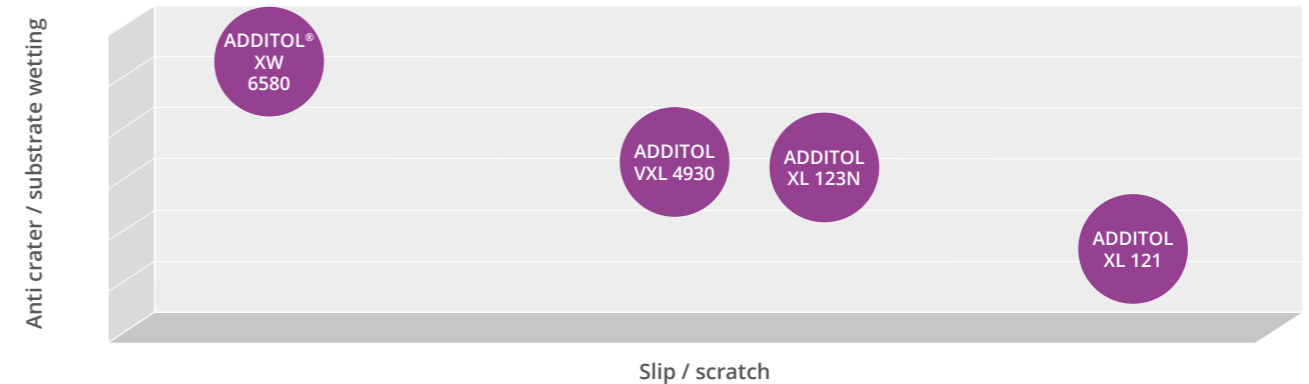 Anti crater / substrate wetting
ADDITOL®
XW
6580
ADDITOL
VXL 4930
ADDITOL
XL 123N
ADDITOL
XL 121
Slip / scratch